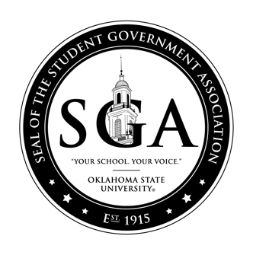 SEAL OF THE STUDENT GOVERNMENT ASSOCIATION
SGA
"YOUR SCHOOL. YOUR VOICE."
OKLAHOMA STATE
UNIVERSITY®
EST. 1915